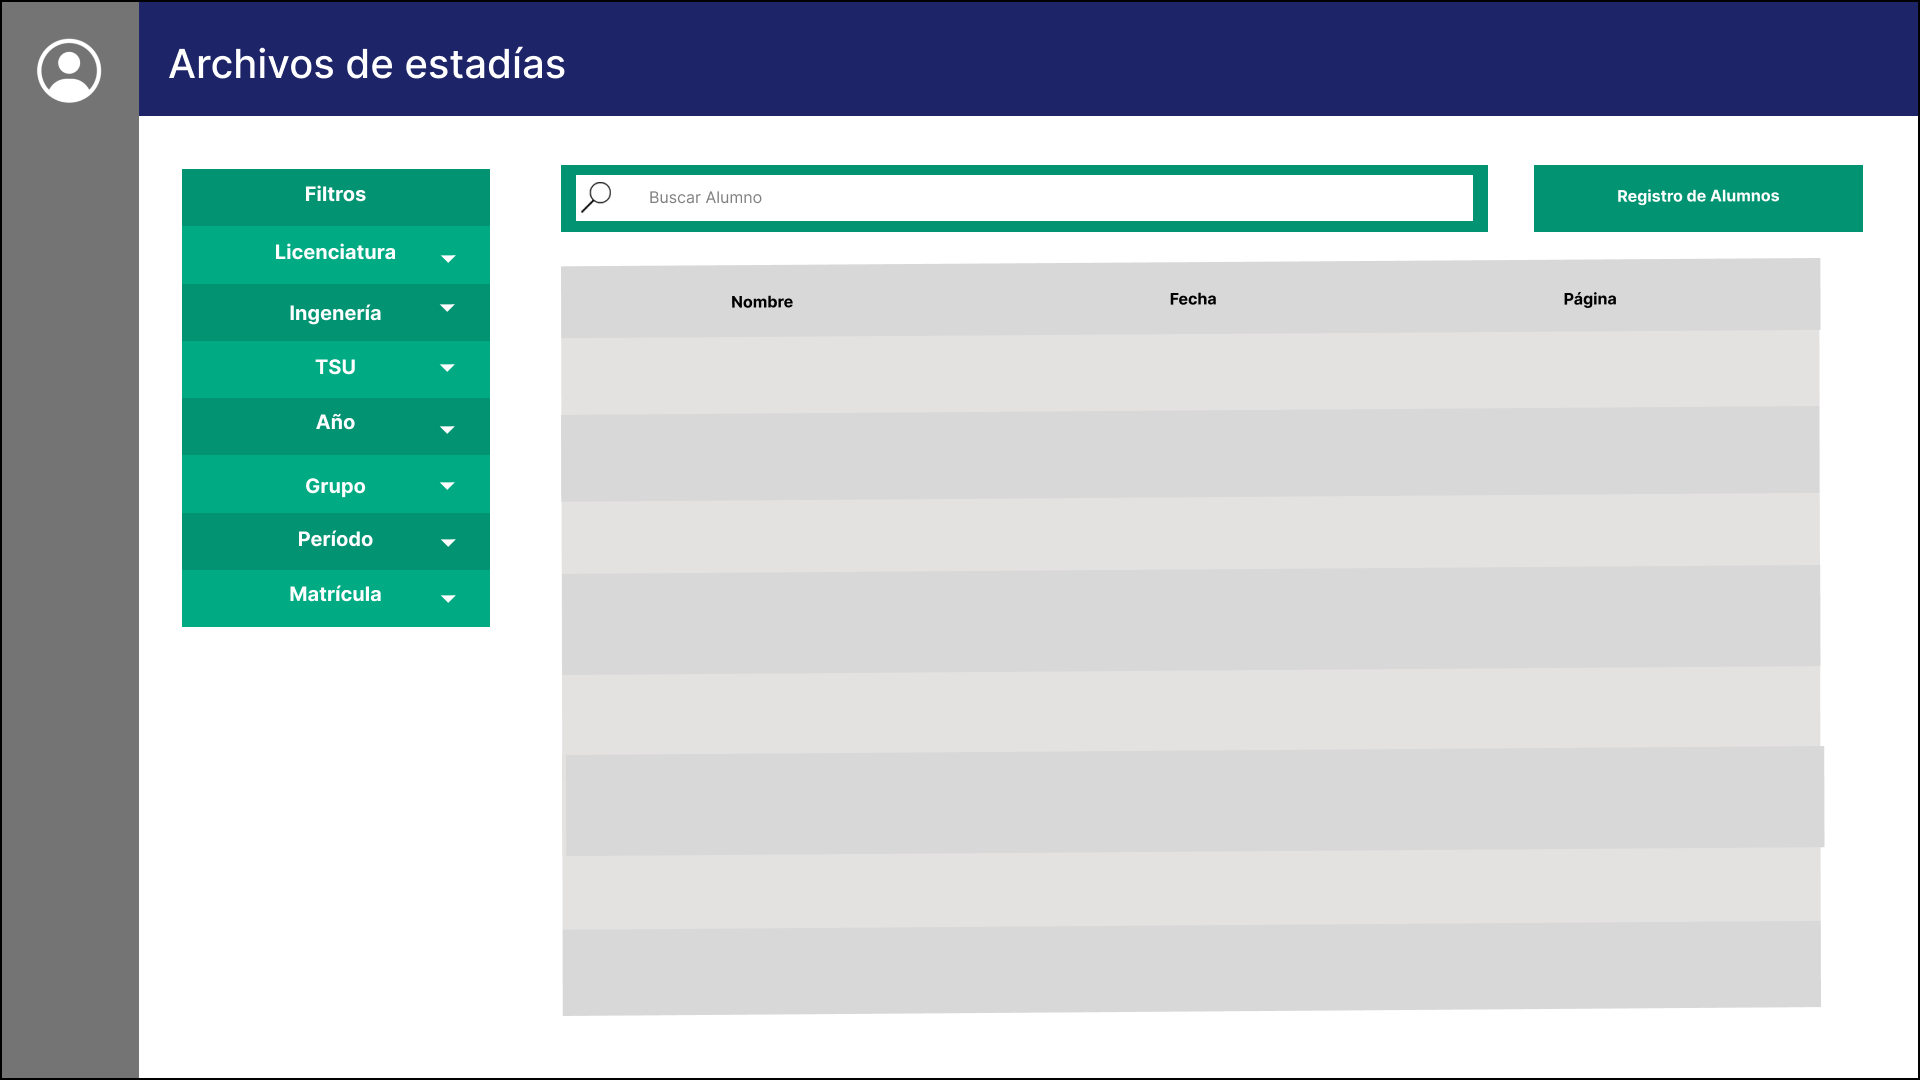 Archivos de estadías
Filtros
Licenciatura
Ingenería
TSU
Año
Grupo
Período
Matrícula
Buscar Alumno
Registro de Alumnos
Nombre
Fecha
Página